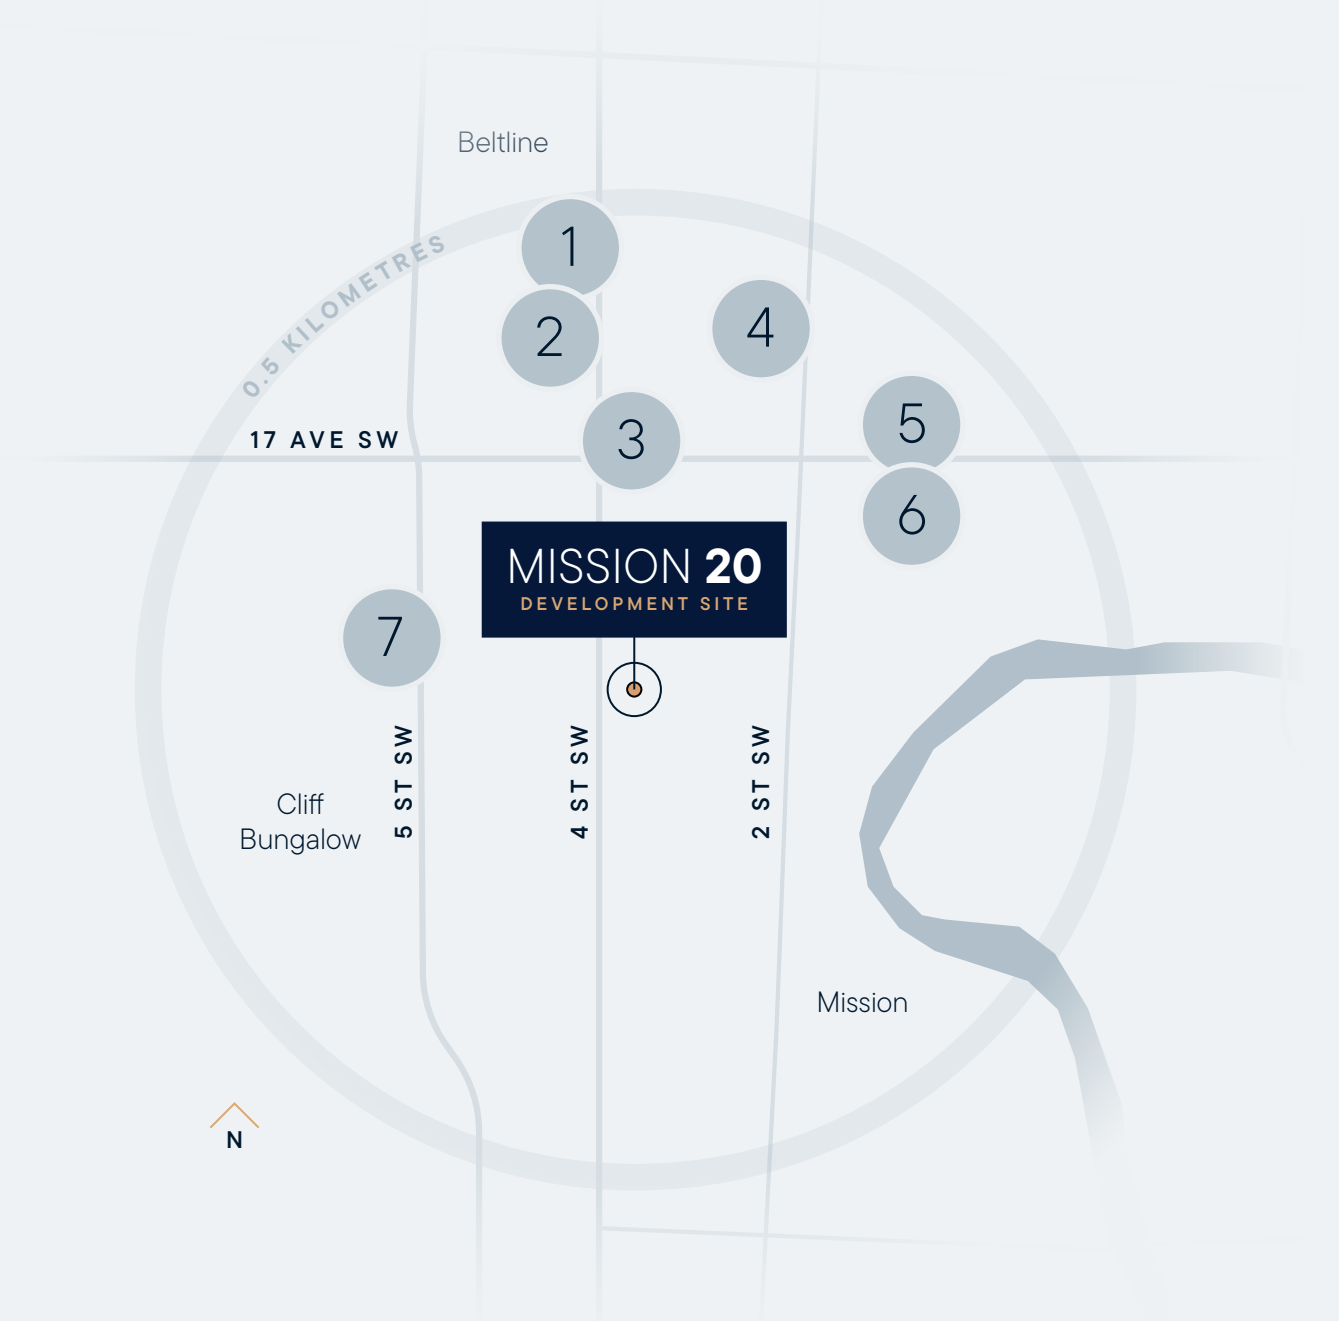 Beltline
0.5 KILOMETRES
1
2
4
3
5
17 AVE SW
6
MISSION 20
DEVELOPMENT SITE
7
5 ST SW
4 ST SW
2 ST SW
Cliff
Bungalow
Mission
N